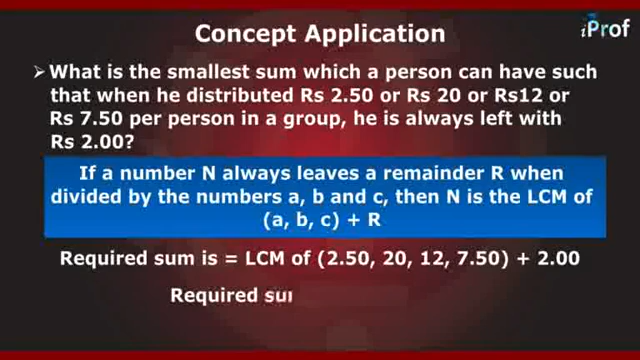 Concept Application
iProf
➢What is the smallest sum which a person can have such
that when he distributed Rs 2.50 or Rs 20 or Rs12 or
Rs 7.50 per person in a group, he is always left with
Rs 2.00?
If a number N always leaves a remainder R when
divided by the numbers a, b and c, then N is the LCM of
(a, b, c) + R
Required sum is = LCM of (2.50, 20, 12, 7.50) + 2.00
Required